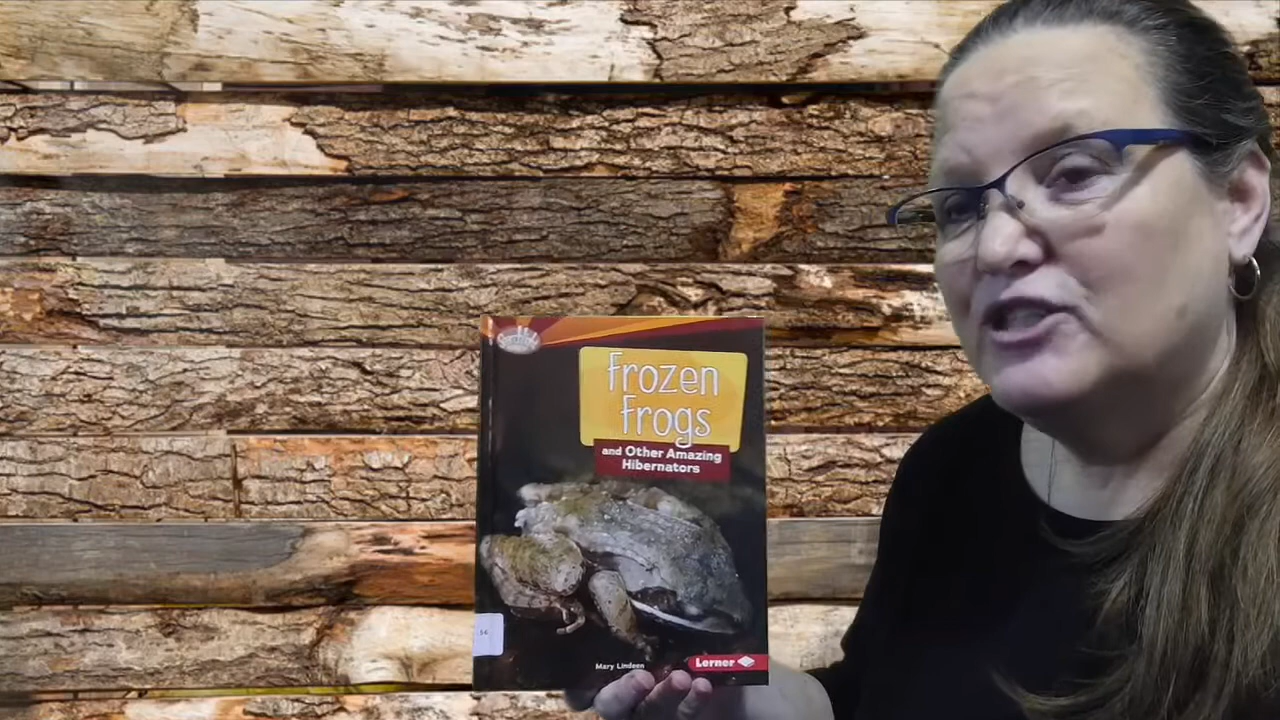 Frozen
Frogs
and Other Amazing
Hibernators
Mary Lindeen
Lerner